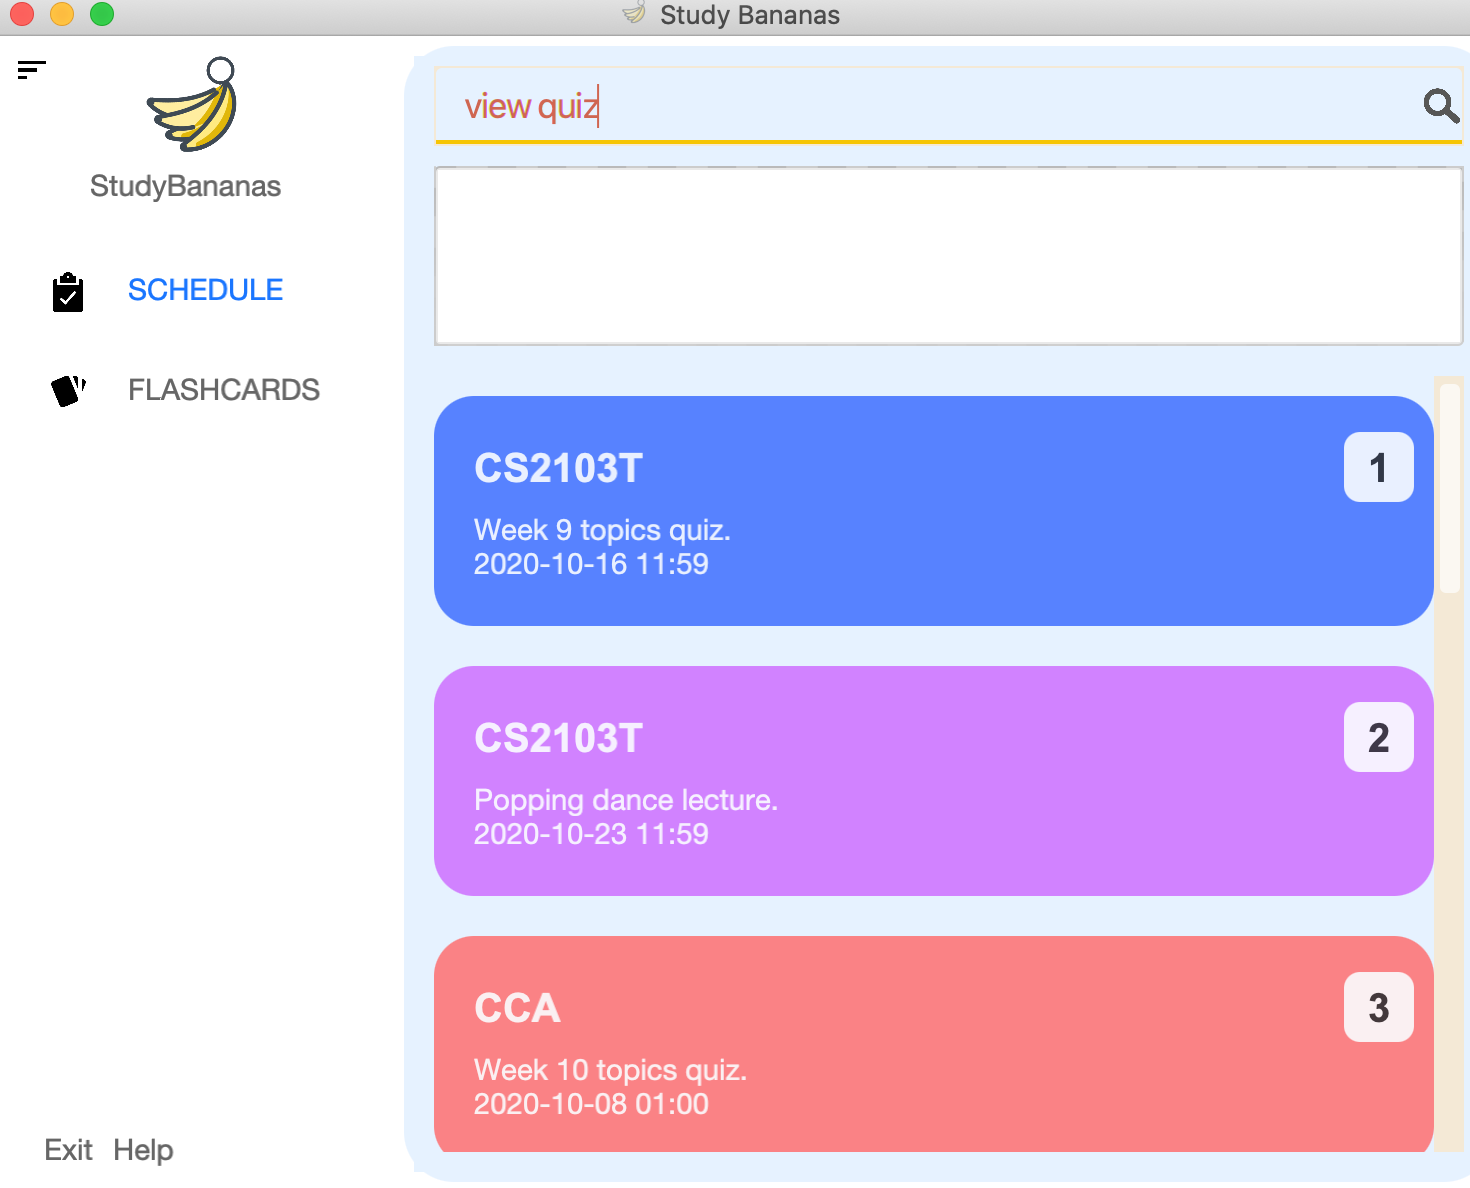 Study Bananas
StudyBananas
SCHEDULE
FLASHCARDS
Exit Help
view quiz
CS2103T
1
Week 9 topics quiz.
2020-10-16 11:59
CS2103T
2
Popping dance lecture.
2020-10-23 11:59
CCA
3
Week 10 topics quiz.
2020-10-08 01:00